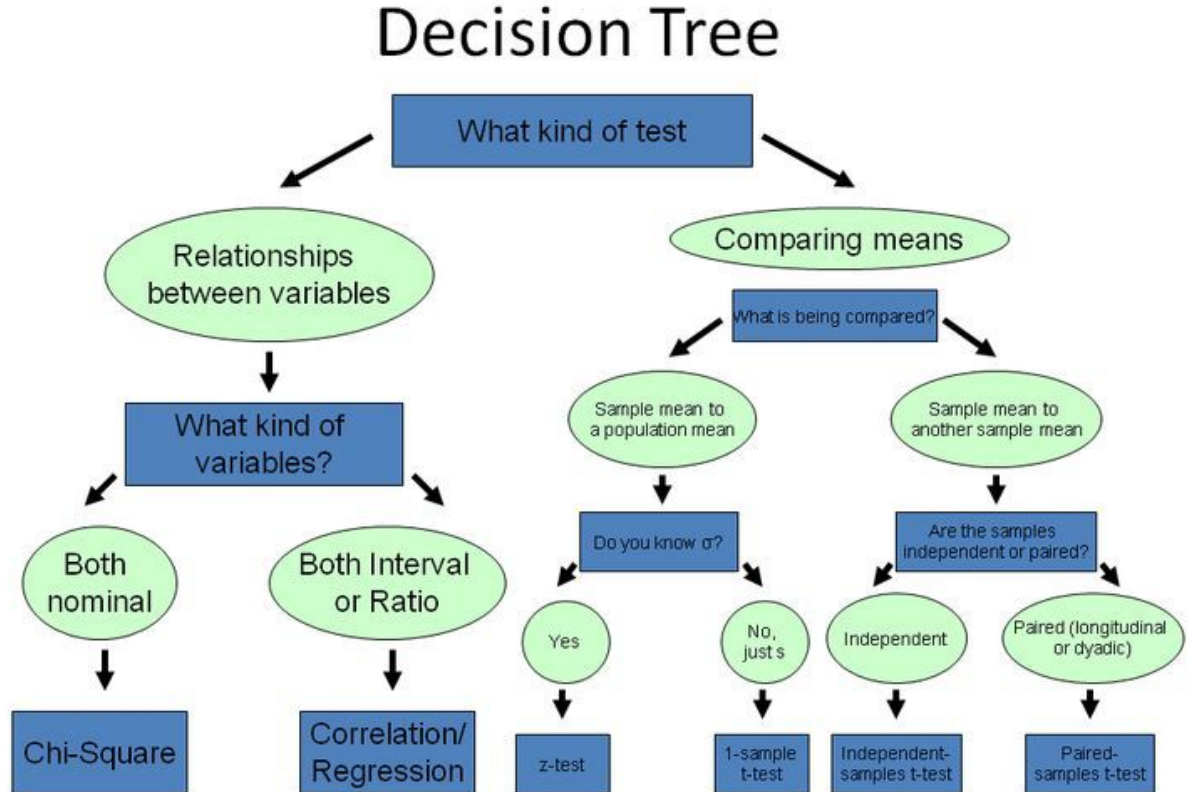 Decision Tree
What kind of test
Relationships
between variables
Comparing means
What is being compared?
What kind of
variables?
Sample mean to
a population mean
Sample mean to
another sample mean
Do you know σ?
Are the samples
independent or paired?
Both
nominal
Both Interval
or Ratio
Yes
No,
just s
Independent
Paired (longitudinal
or dyadic)
Chi-Square
Correlation/
Regression
z-test
1-sample
t-test
Independent-
samples t-test
Paired-
samples t-test